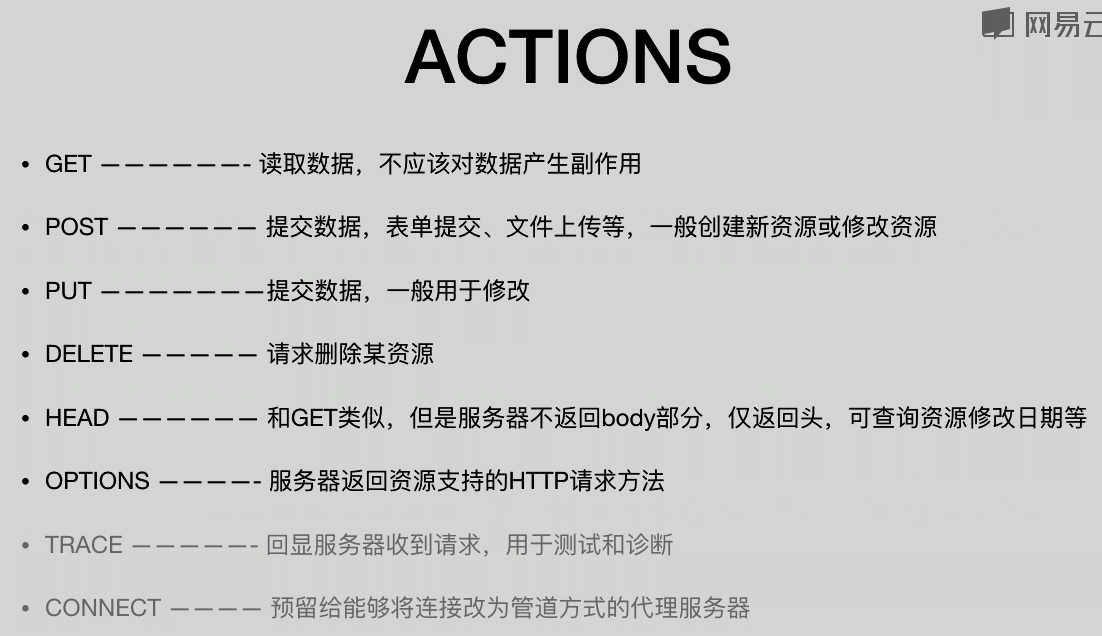 网易云
ACTIONS
• GET ——————- 读取数据，不应该对数据产生副作用
• POST —————— 提交数据，表单提交、文件上传等，一般创建新资源或修改资源
• PUT ———————提交数据，一般用于修改
• DELETE ————— 请求删除某资源
• HEAD —————— 和GET类似，但是服务器不返回body部分，仅返回头，可查询资源修改日期等
• OPTIONS ————- 服务器返回资源支持的HTTP请求方法
• TRACE —————- 回显服务器收到请求，用于测试和诊断
• CONNECT ———— 预留给能够将连接改为管道方式的代理服务器